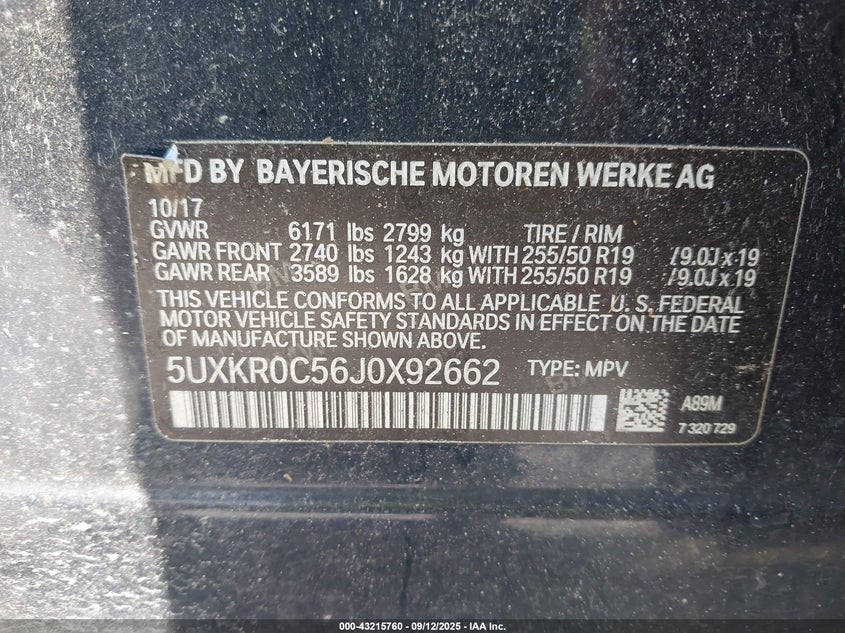 MFD BY BAYERISCHE MOTOREN WERKE AG
10/17
GVWR 6171 lbs 2799 kg TIRE / RIM
GAWR FRONT 2740 lbs 1243 kg WITH 255/50 R19 /9.0J x 19
GAWR REAR 3589 lbs 1628 kg WITH 255/50 R19 /9.0J x 19
THIS VEHICLE CONFORMS TO ALL APPLICABLE U. S. FEDERAL
MOTOR VEHICLE SAFETY STANDARDS IN EFFECT ON THE DATE
OF MANUFACTURE SHOWN ABOVE.
5UXKR0C56J0X92662 TYPE: MPV
A89M
7 320 729
000-43215760 - 09/12/2025 - IAA Inc.